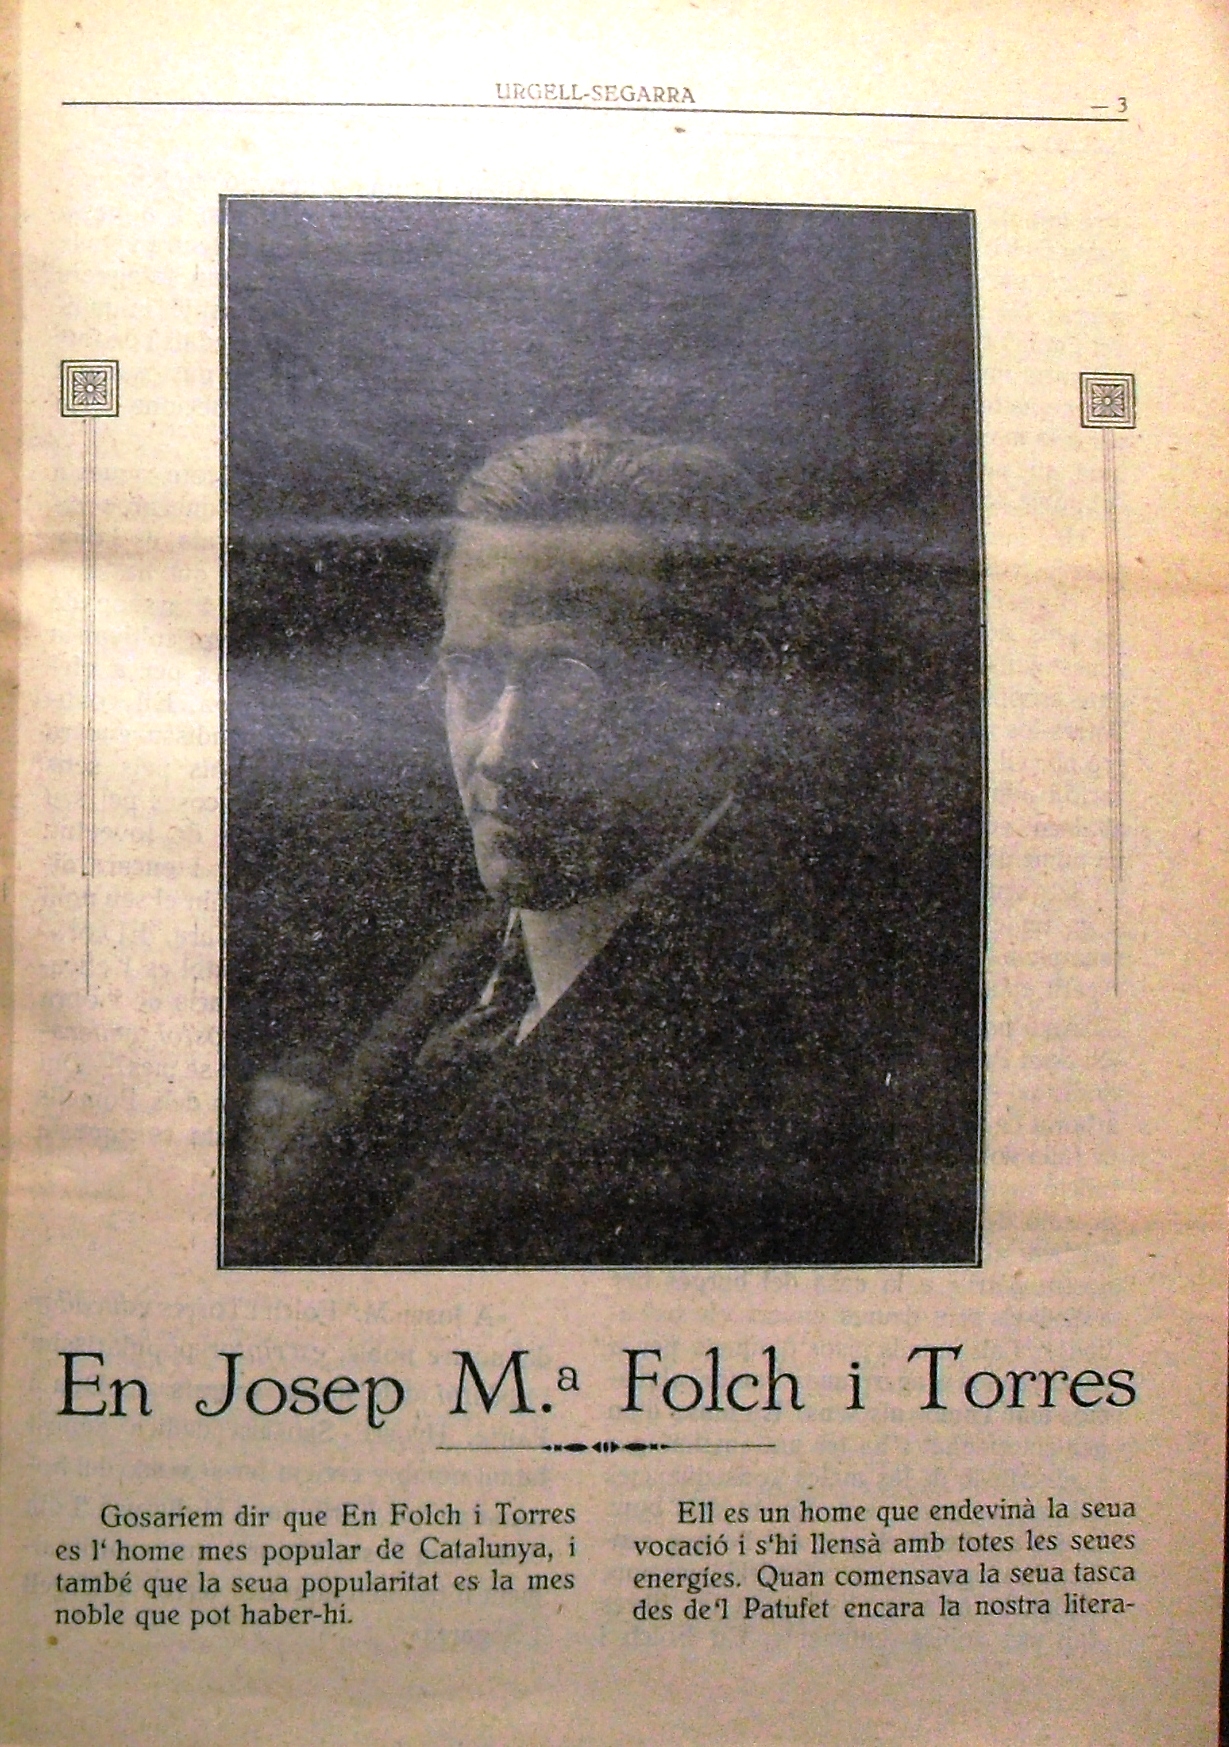 URGELL-SEGARRA
— 3
En Josep M.ª Folch i Torres
Gosaríem dir que En Folch i Torres
es l‘ home mes popular de Catalunya, i
també que la seua popularitat es la mes
noble que pot haber-hi.
Ell es un home que endevinà la seua
vocació i s‘hi llensà amb totes les seues
energíes. Quan comensava la seua tasca
des de‘l Patufet encara la nostra litera-